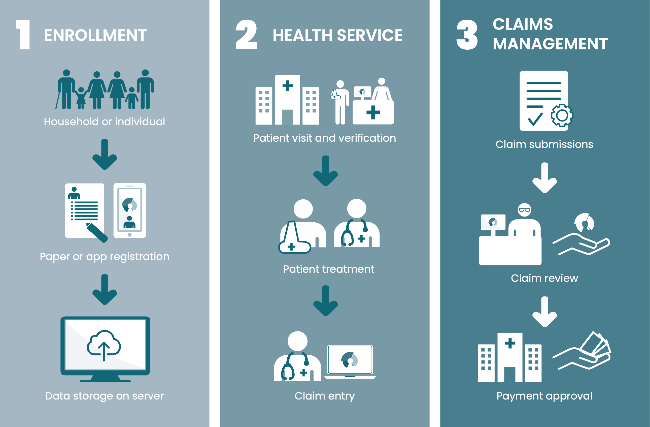 1 ENROLLMENT
Household or individual
Paper or app registration
Data storage on server
2 HEALTH SERVICE
Patient visit and verification
Patient treatment
Claim entry
3 CLAIMS
MANAGEMENT
Claim submissions
Claim review
Payment approval